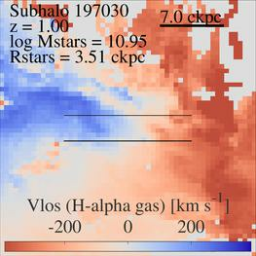 Subhalo 197030
7.0 ckpc
z = 1.00
log Mstars = 10.95
Rstars = 3.51 ckpc
Vlos (H-alpha gas) [km s⁻¹]
-200 0 200